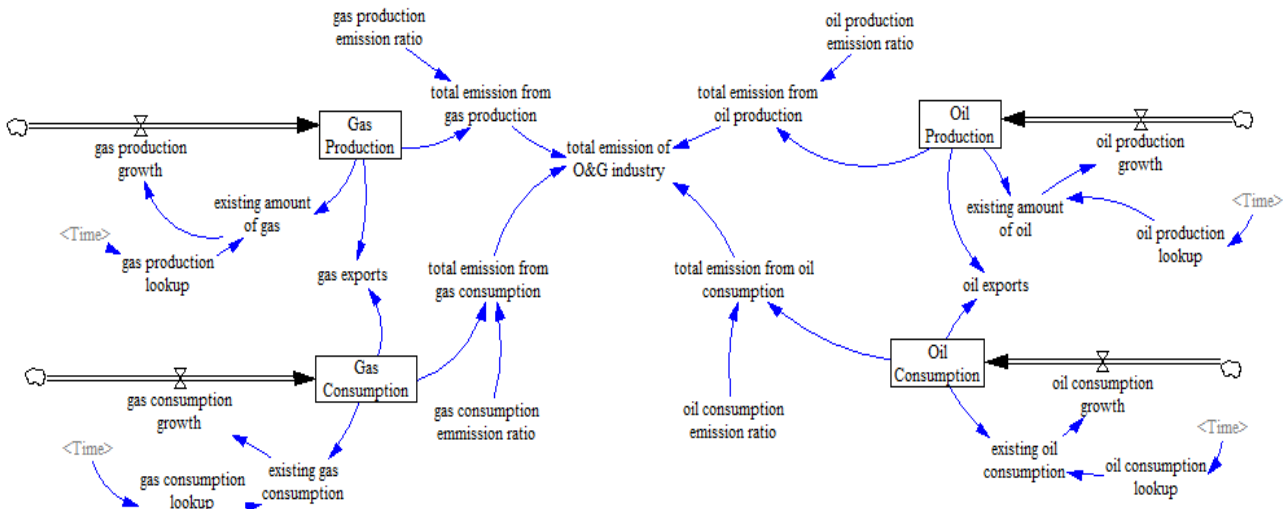 gas production
emission ratio
oil production
emission ratio
total emission from
gas production
total emission from
oil production
Gas
Production
Oil
Production
gas production
growth
total emission of
O&G industry
oil production
growth
existing amount
of gas
existing amount
of oil
<Time>
<Time>
gas production
lookup
oil production
lookup
gas exports
total emission from
gas consumption
total emission from oil
consumption
oil exports
Gas
Consumption
Oil
Consumption
gas consumption
growth
gas consumption
emmission ratio
oil consumption
emission ratio
oil consumption
growth
<Time>
<Time>
existing gas
consumption
existing oil
consumption
gas consumption
lookup
oil consumption
lookup